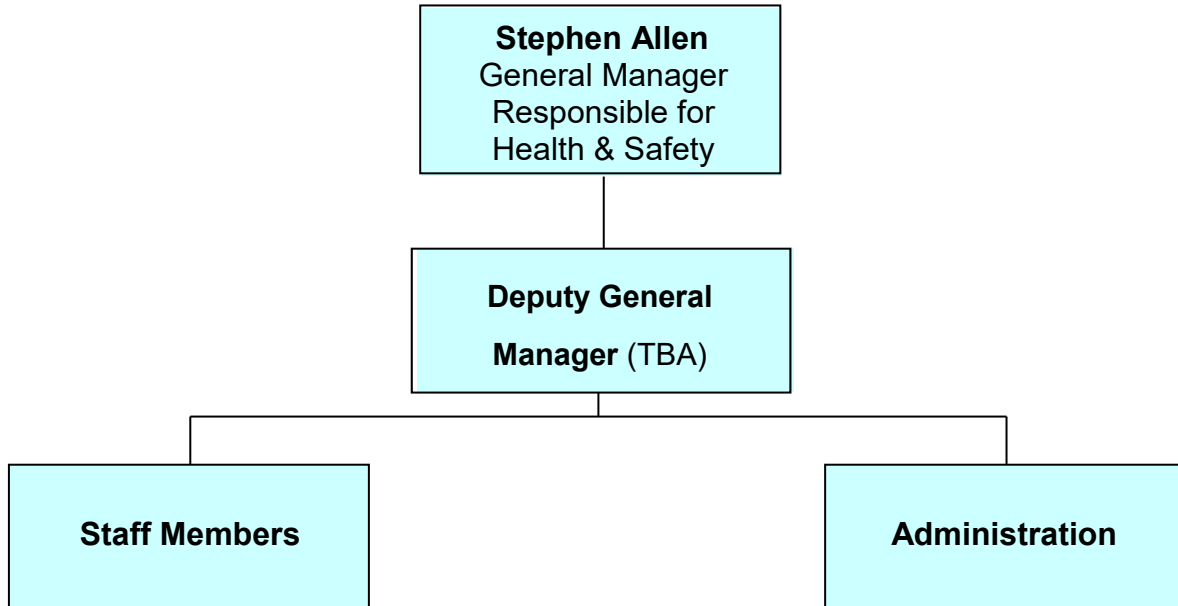 Stephen Allen
General Manager
Responsible for
Health & Safety
Deputy General
Manager (TBA)
Staff Members
Administration